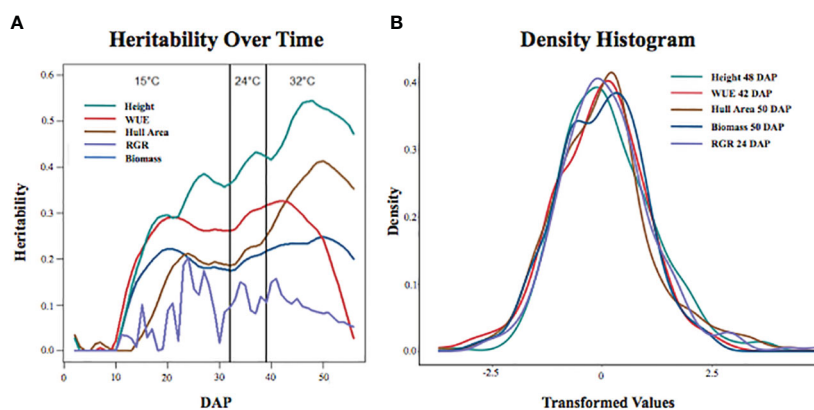 A
Heritability Over Time
0.6
0.5
0.4
0.3
0.2
0.1
0.0
Heritability
15°C
24°C
32°C
Height
WUE
Hull Area
RGR
Biomass
0
10
20
30
40
50
DAP
B
Density Histogram
0.4
0.3
0.2
0.1
0.0
Density
Height 48 DAP
WUE 42 DAP
Hull Area 50 DAP
Biomass 50 DAP
RGR 24 DAP
-2.5
0
2.5
Transformed Values